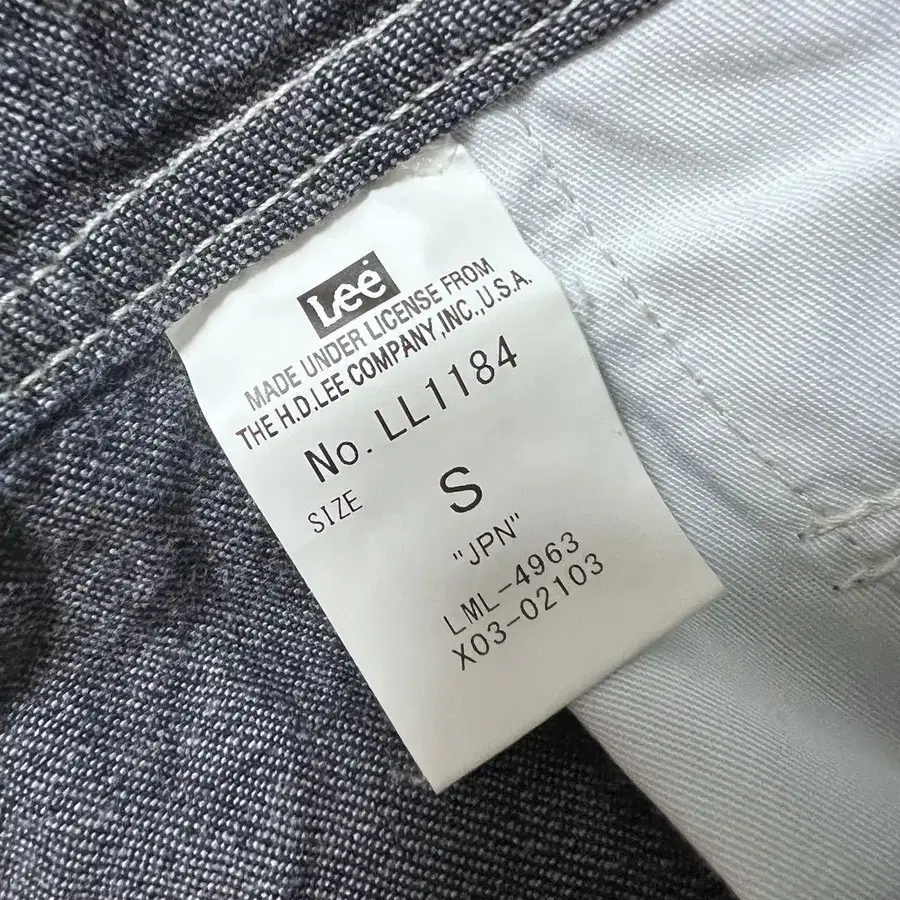 Lee
MADE UNDER LICENSE FROM
THE H.D.LEE COMPANY,INC.,U.S.A.
No. LL1184
SIZE S
"JPN"
LML-4963
X03-02103